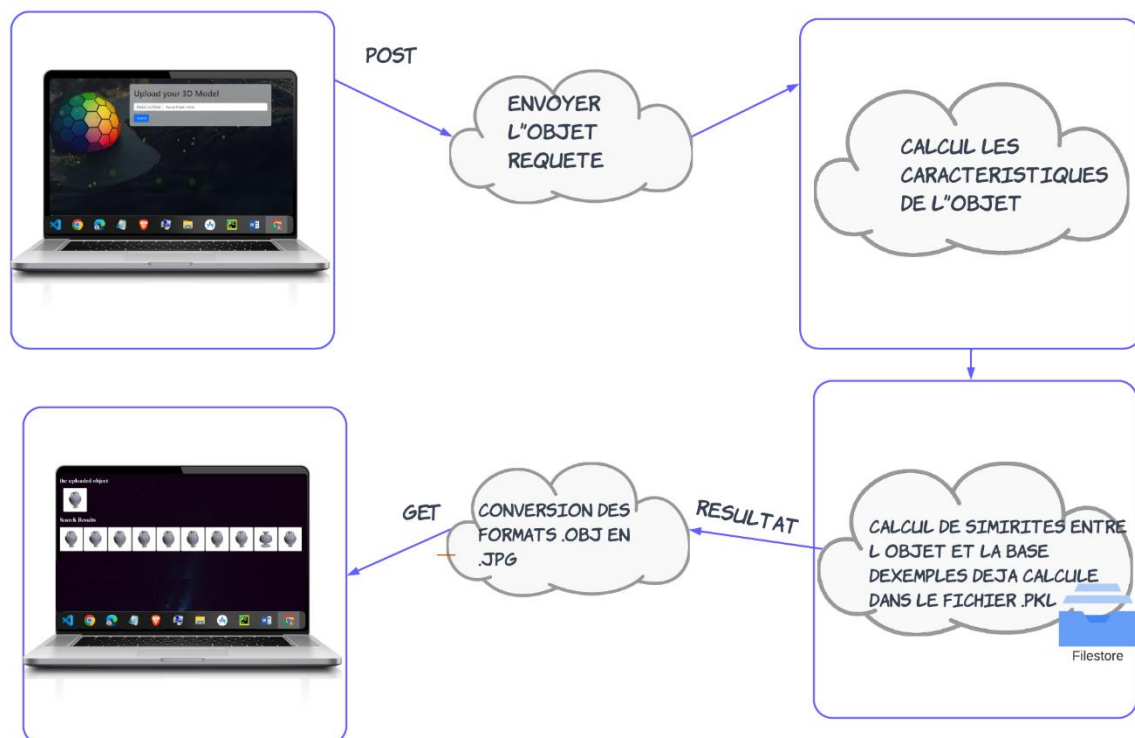 Upload your 3D Model
POST
ENVOYER
L"OBJET
REQUETE
CALCUL LES
CARACTERISTIQUES
DE L"OBJET
the uploaded object
Search Results
GET
CONVERSION DES
FORMATS .OBJ EN
.JPG
RESULTAT
CALCUL DE SIMIRITES ENTRE
L OBJET ET LA BASE
DEXEMPLES DEJA CALCULE
DANS LE FICHIER .PKL
Filestore